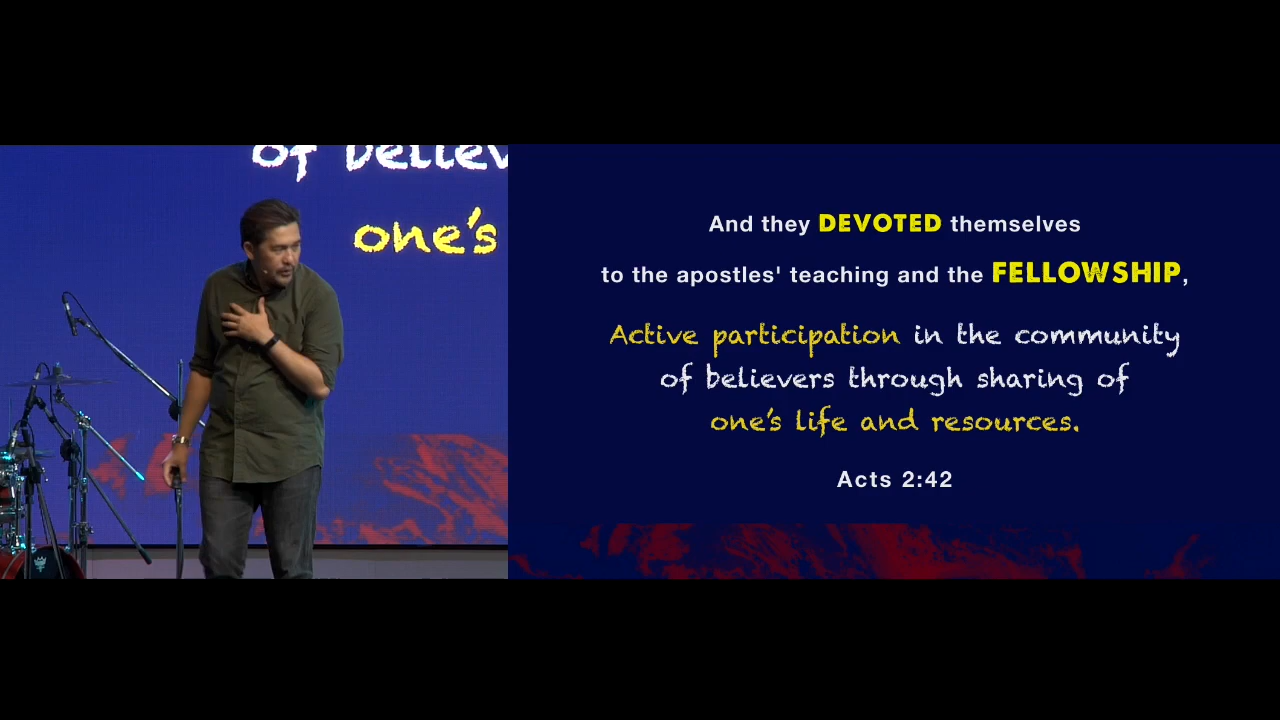 of believ
one's
And they DEVOTED themselves
to the apostles' teaching and the FELLOWSHIP,
Active participation in the community
of believers through sharing of
one's life and resources.
Acts 2:42